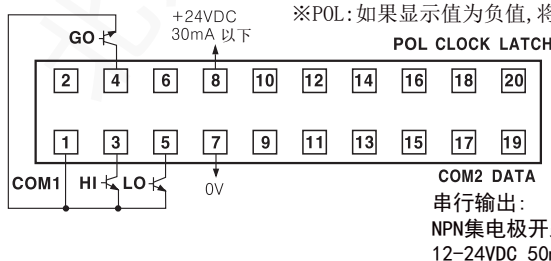 ※POL:如果显示值为负值,将
+24VDC
30mA 以下
GO
POL CLOCK LATCH
2 4 6 8 10 12 14 16 18 20
1 3 5 7 9 11 13 15 17 19
COM1 HI LO
0V
COM2 DATA
串行输出:
NPN集电极开
12-24VDC 50m